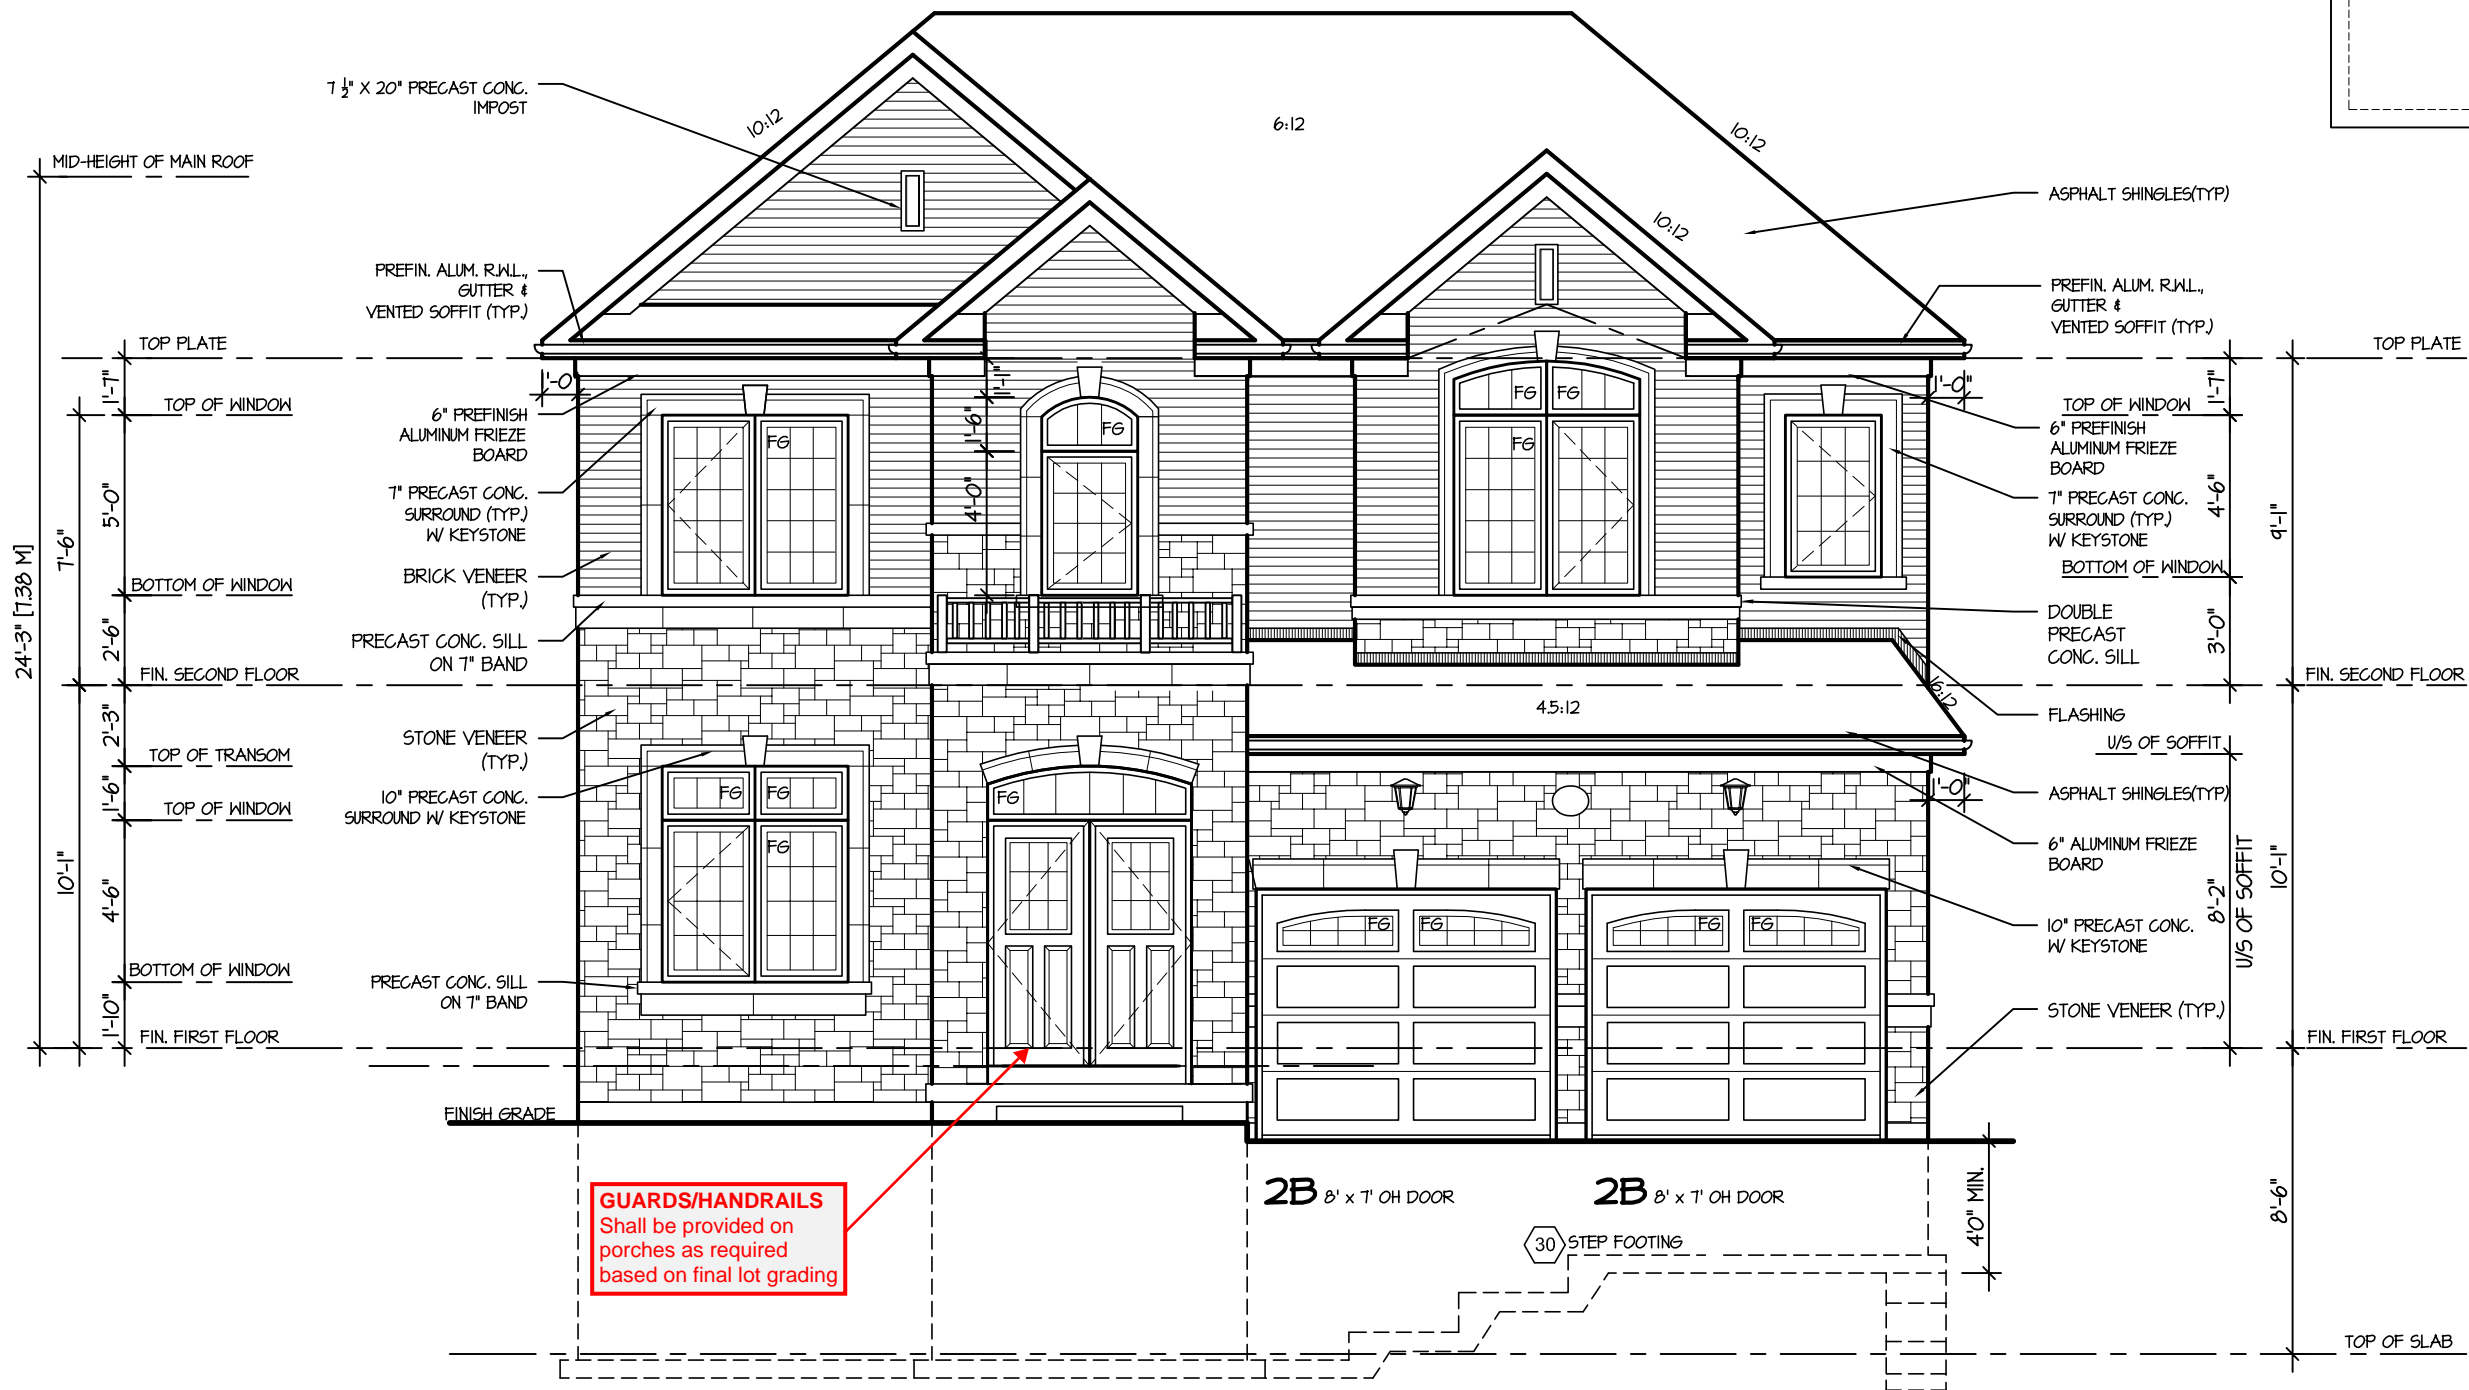 7 ½" X 20" PRECAST CONC.
IMPOST
MID-HEIGHT OF MAIN ROOF
10:12
6:12
10:12
10:12
ASPHALT SHINGLES(TYP)
PREFIN. ALUM. R.W.L.,
GUTTER &
VENTED SOFFIT (TYP.)
PREFIN. ALUM. R.W.L.,
GUTTER &
VENTED SOFFIT (TYP.)
TOP PLATE
TOP PLATE
1'-7"
1'-0"
1'-1"
1'-0"
1'-7"
TOP OF WINDOW
TOP OF WINDOW
6" PREFINISH
ALUMINUM FRIEZE
BOARD
6" PREFINISH
ALUMINUM FRIEZE
BOARD
FG
FG
FG
FG
FG
1'-6"
4'-0"
7" PRECAST CONC.
SURROUND (TYP.)
W/ KEYSTONE
7" PRECAST CONC.
SURROUND (TYP.)
W/ KEYSTONE
5'-0"
7'-6"
24'-3" [7.38 M]
4'-6"
9'-1"
BRICK VENEER
(TYP.)
BOTTOM OF WINDOW
BOTTOM OF WINDOW
PRECAST CONC. SILL
ON 7" BAND
DOUBLE
PRECAST
CONC. SILL
2'-6"
3'-0"
FIN. SECOND FLOOR
FIN. SECOND FLOOR
4.5:12
16:12
FLASHING
STONE VENEER
(TYP.)
2'-3"
U/S OF SOFFIT
TOP OF TRANSOM
1'-6"
10" PRECAST CONC.
SURROUND W/ KEYSTONE
FG
FG
FG
FG
1'-0"
ASPHALT SHINGLES(TYP)
TOP OF WINDOW
6" ALUMINUM FRIEZE
BOARD
10'-1"
4'-6"
8'-2"
U/S OF SOFFIT
10'-1"
FG
FG
FG
FG
10" PRECAST CONC.
W/ KEYSTONE
BOTTOM OF WINDOW
PRECAST CONC. SILL
ON 7" BAND
1'-10"
STONE VENEER (TYP.)
FIN. FIRST FLOOR
FIN. FIRST FLOOR
FINISH GRADE
GUARDS/HANDRAILS
Shall be provided on
porches as required
based on final lot grading
2B 8' x 7' OH DOOR
2B 8' x 7' OH DOOR
4'0" MIN.
8'-6"
30 STEP FOOTING
TOP OF SLAB